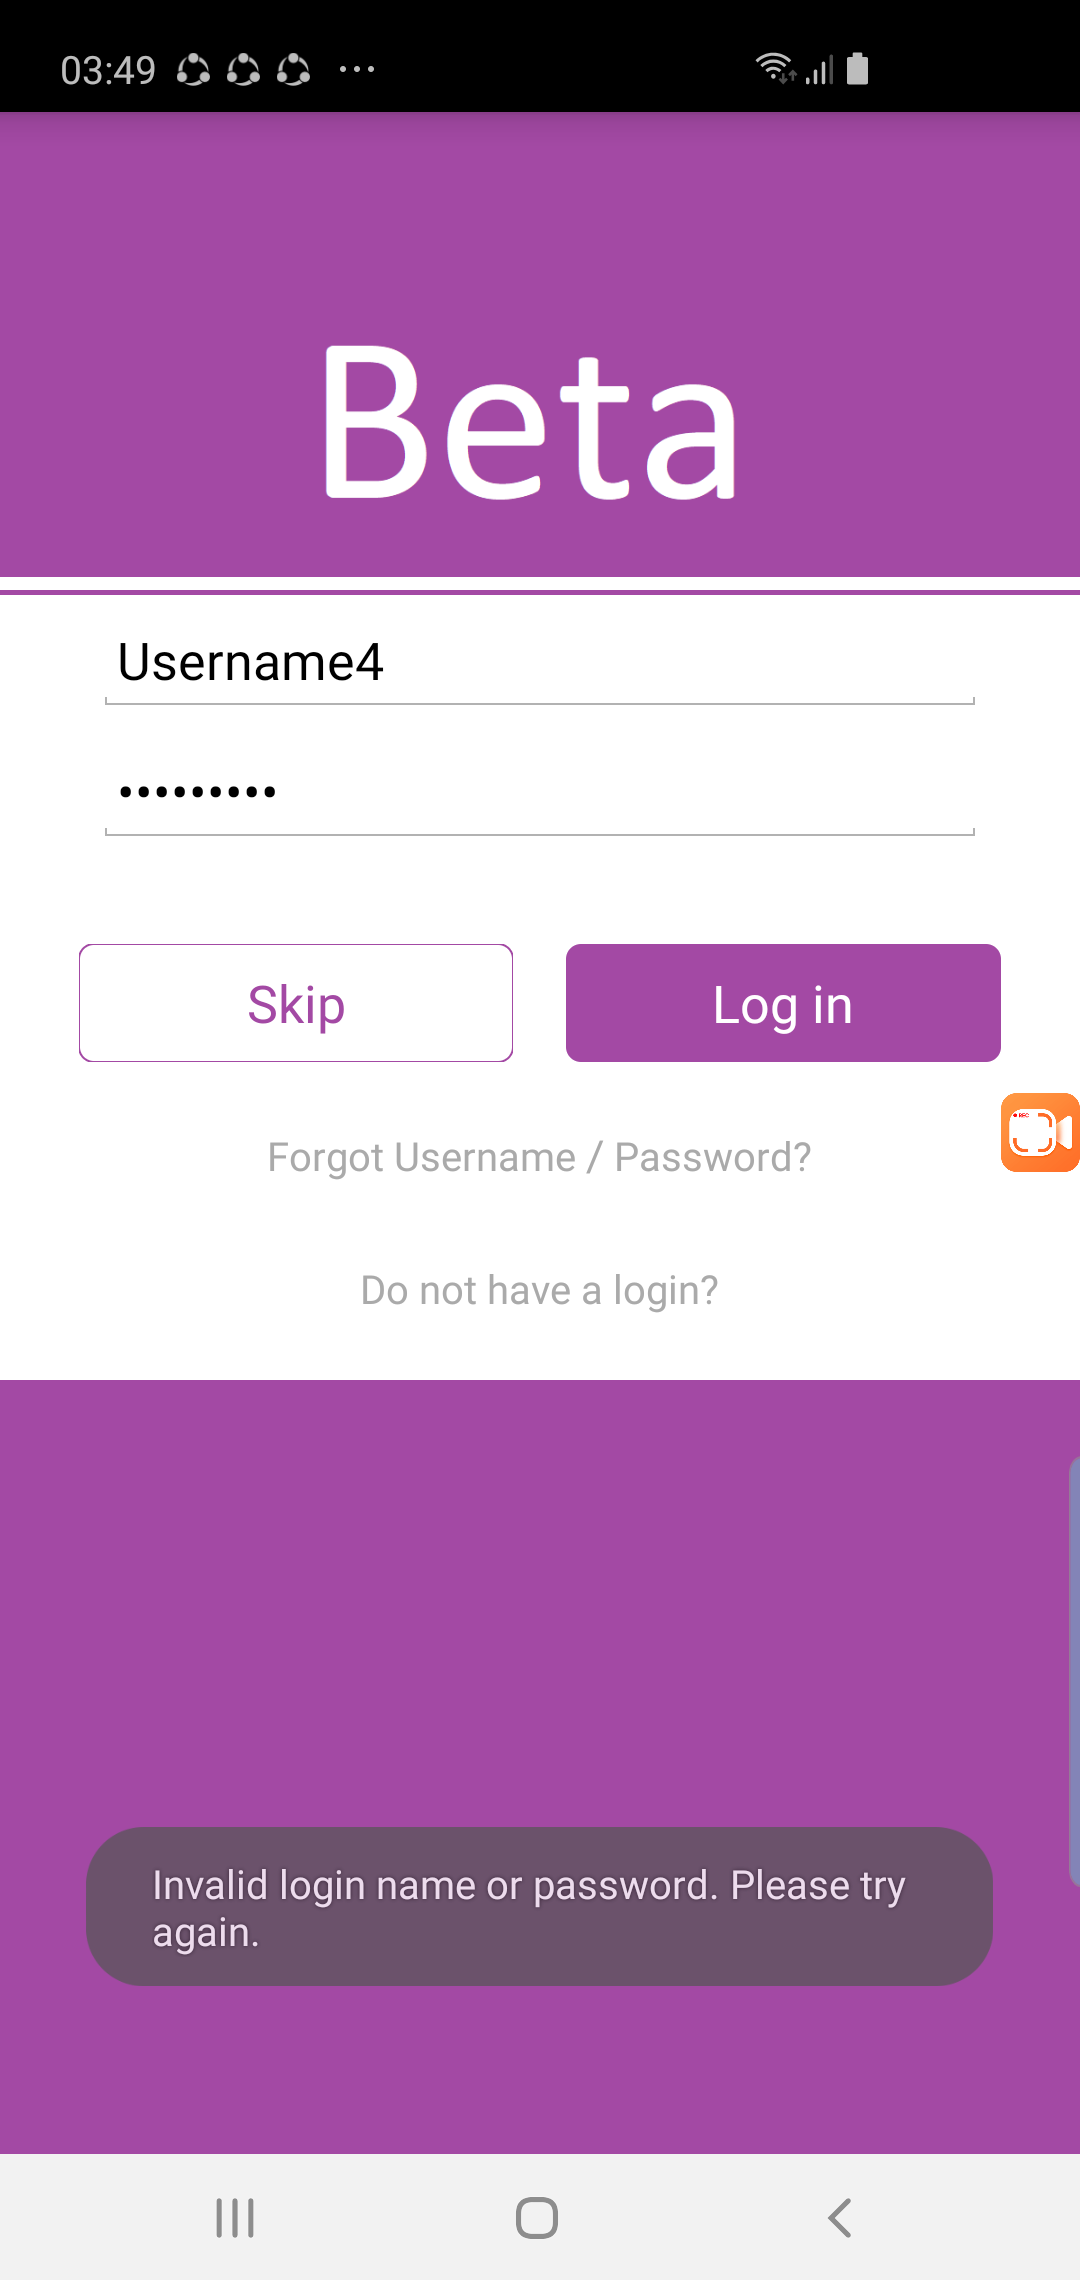 03:49
Beta
Username4
•••••••••
Skip
Log in
REC
Forgot Username / Password?
Do not have a login?
Invalid login name or password. Please try
again.